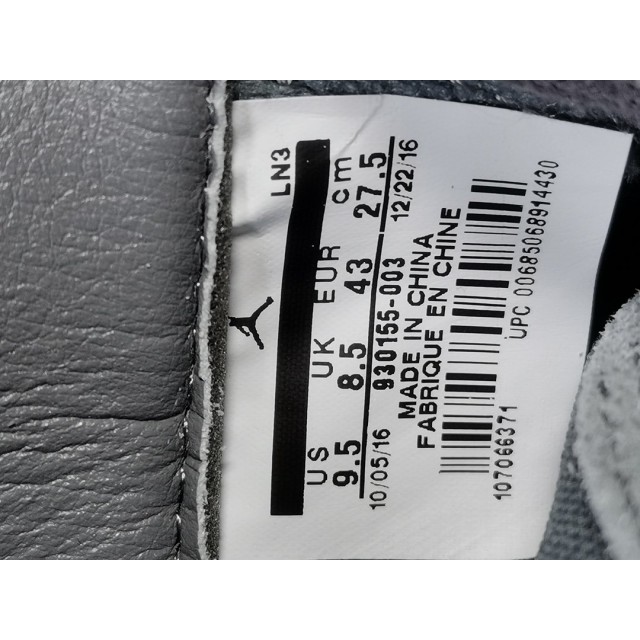 LN3
US UK EUR cm
9.5 8.5 43 27.5
10/05/16 930155-003 12/22/16
MADE IN CHINA
FABRIQUE EN CHINE
107066371 UPC 00685068914430